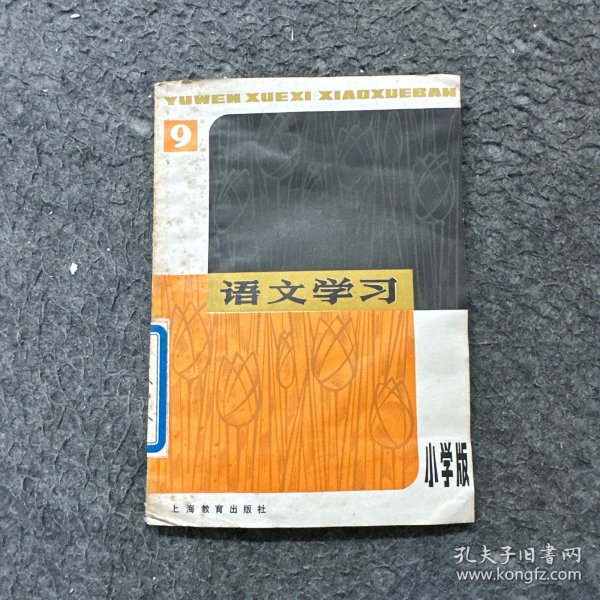 YUWEN XUEXI XIAOXUEBAN
9
语文学习
小学版
上海教育出版社
孔夫子旧书网
www.kongfz.com